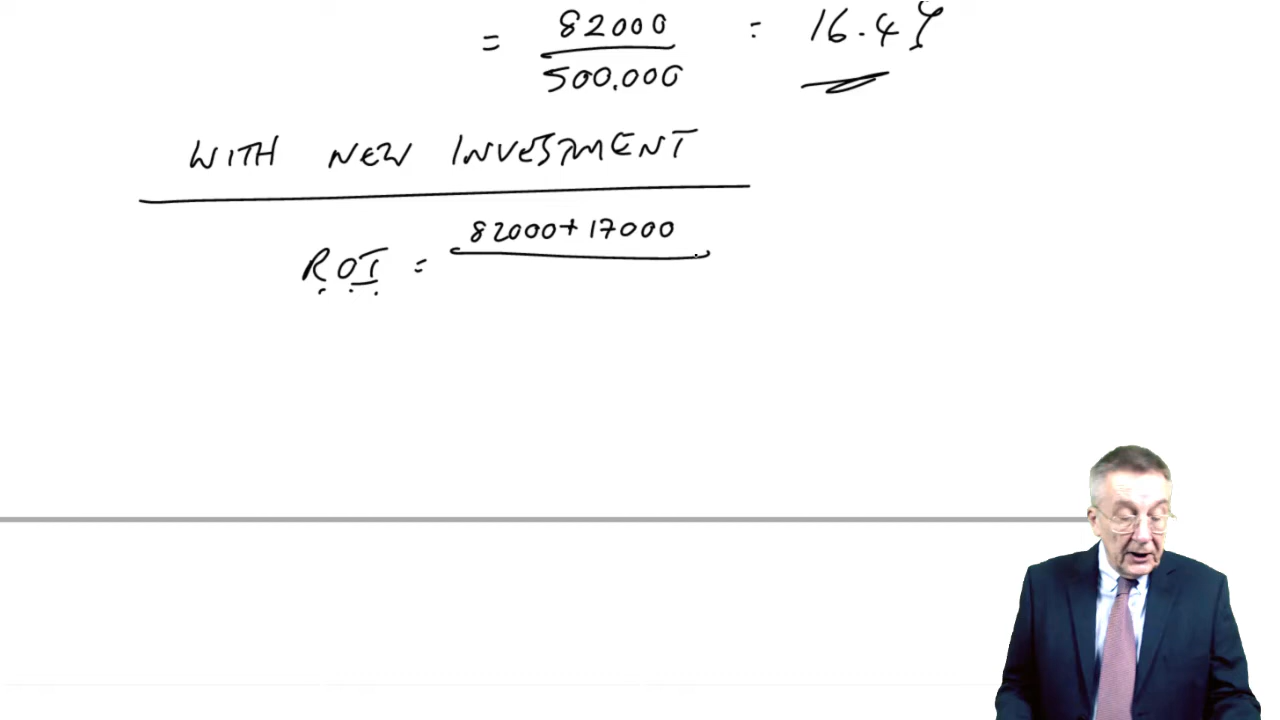 = 82000 / 500.000 = 16.4%
WITH NEW INVESTMENT
ROI = 82000+17000